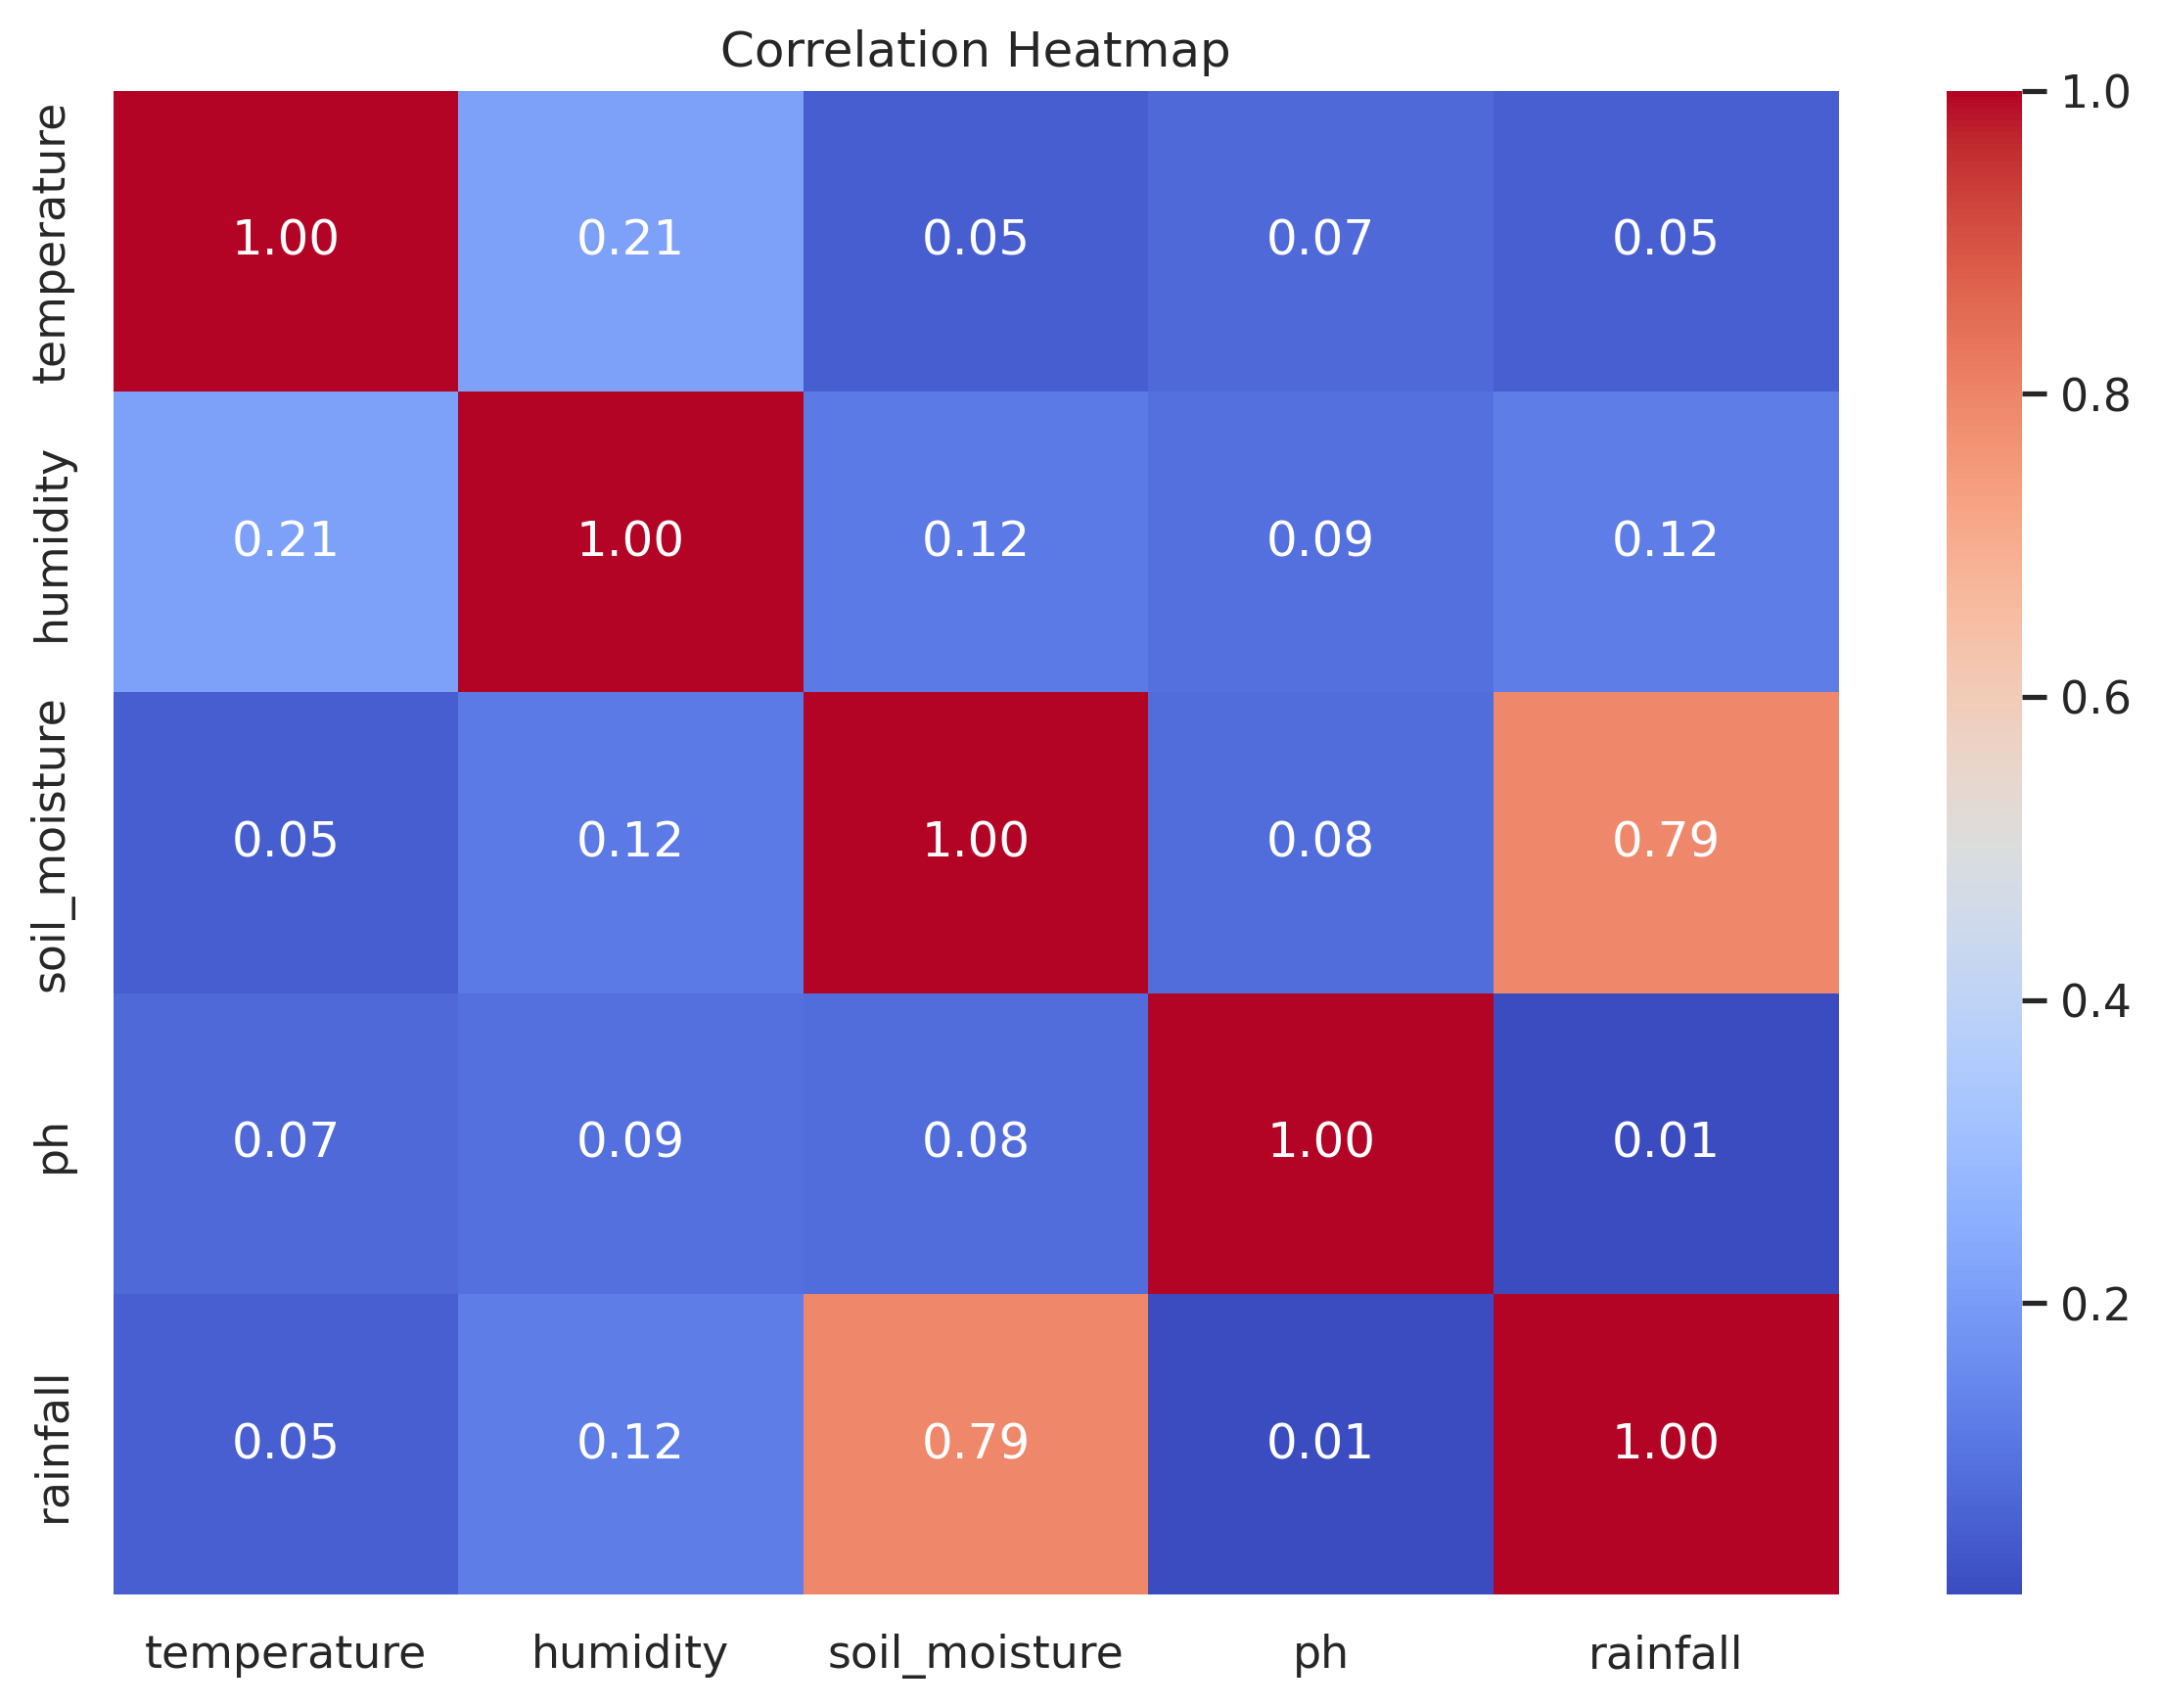 Correlation Heatmap
temperature 1.00 0.21 0.05 0.07 0.05
humidity 0.21 1.00 0.12 0.09 0.12
soil_moisture 0.05 0.12 1.00 0.08 0.79
ph 0.07 0.09 0.08 1.00 0.01
rainfall 0.05 0.12 0.79 0.01 1.00
temperature humidity soil_moisture ph rainfall
1.0
0.8
0.6
0.4
0.2